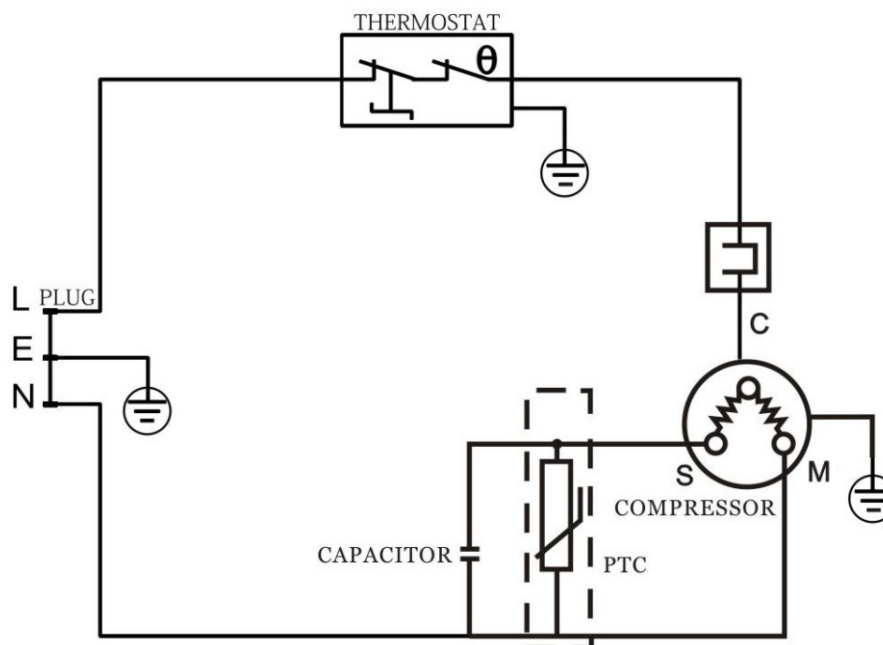 THERMOSTAT
θ
L PLUG
E
N
C
S
M
COMPRESSOR
CAPACITOR
PTC